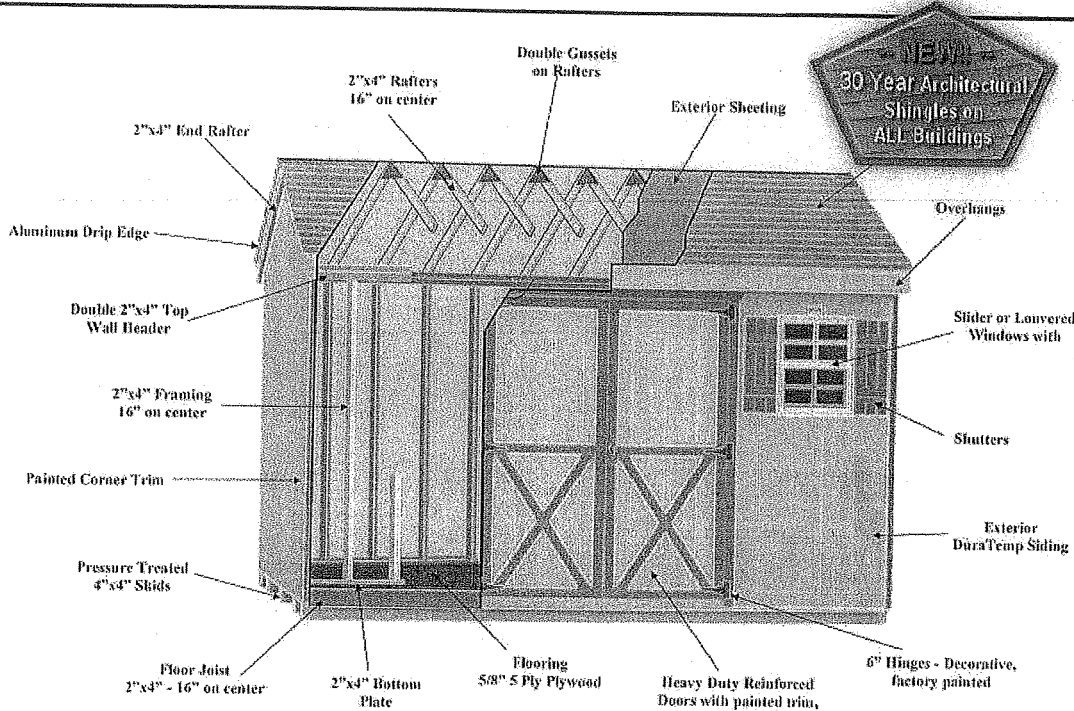 NEW!
30 Year Architectural
Shingles on
ALL Buildings
Double Gussets
on Rafters
2"x4" Rafters
16" on center
Exterior Sheeting
2"x4" End Rafter
Overhangs
Aluminum Drip Edge
Double 2"x4" Top
Wall Header
Slider or Louvered
Windows with
2"x4" Framing
16" on center
Shutters
Painted Corner Trim
Exterior
DuraTemp Siding
Pressure Treated
4"x4" Skids
Floor Joist
2"x4" - 16" on center
2"x4" Bottom
Plate
Flooring
5/8" 5 Ply Plywood
Heavy Duty Reinforced
Doors with painted trim,
6" Hinges - Decorative,
factory painted